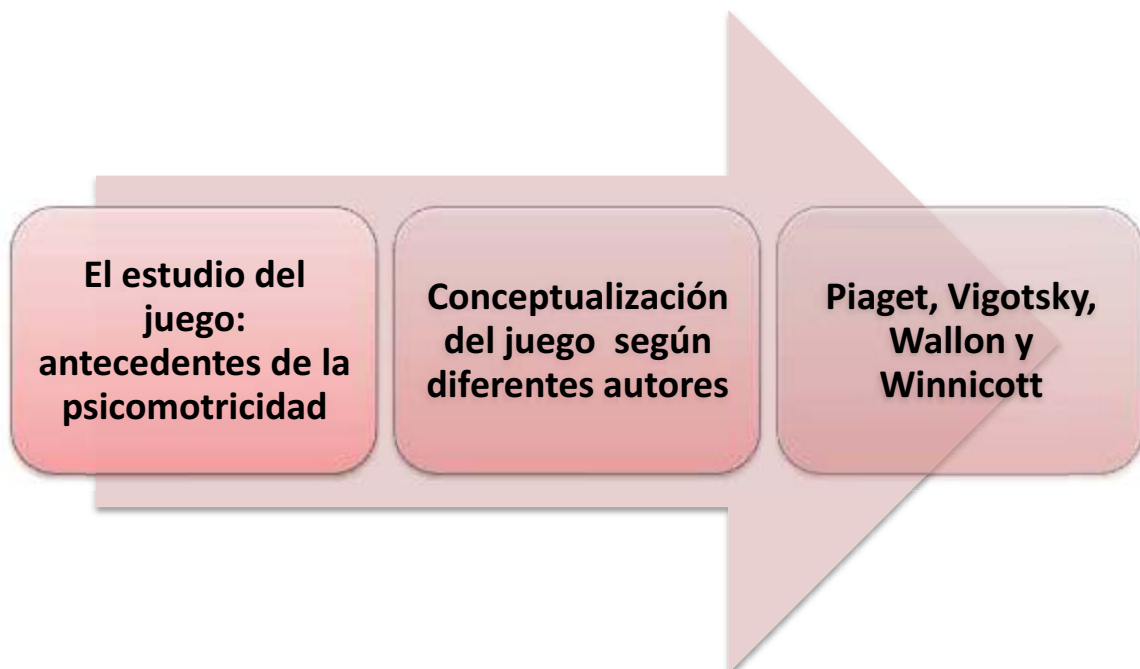 El estudio del
juego:
antecedentes de la
psicomotricidad
Conceptualización
del juego según
diferentes autores
Piaget, Vigotsky,
Wallon y
Winnicott